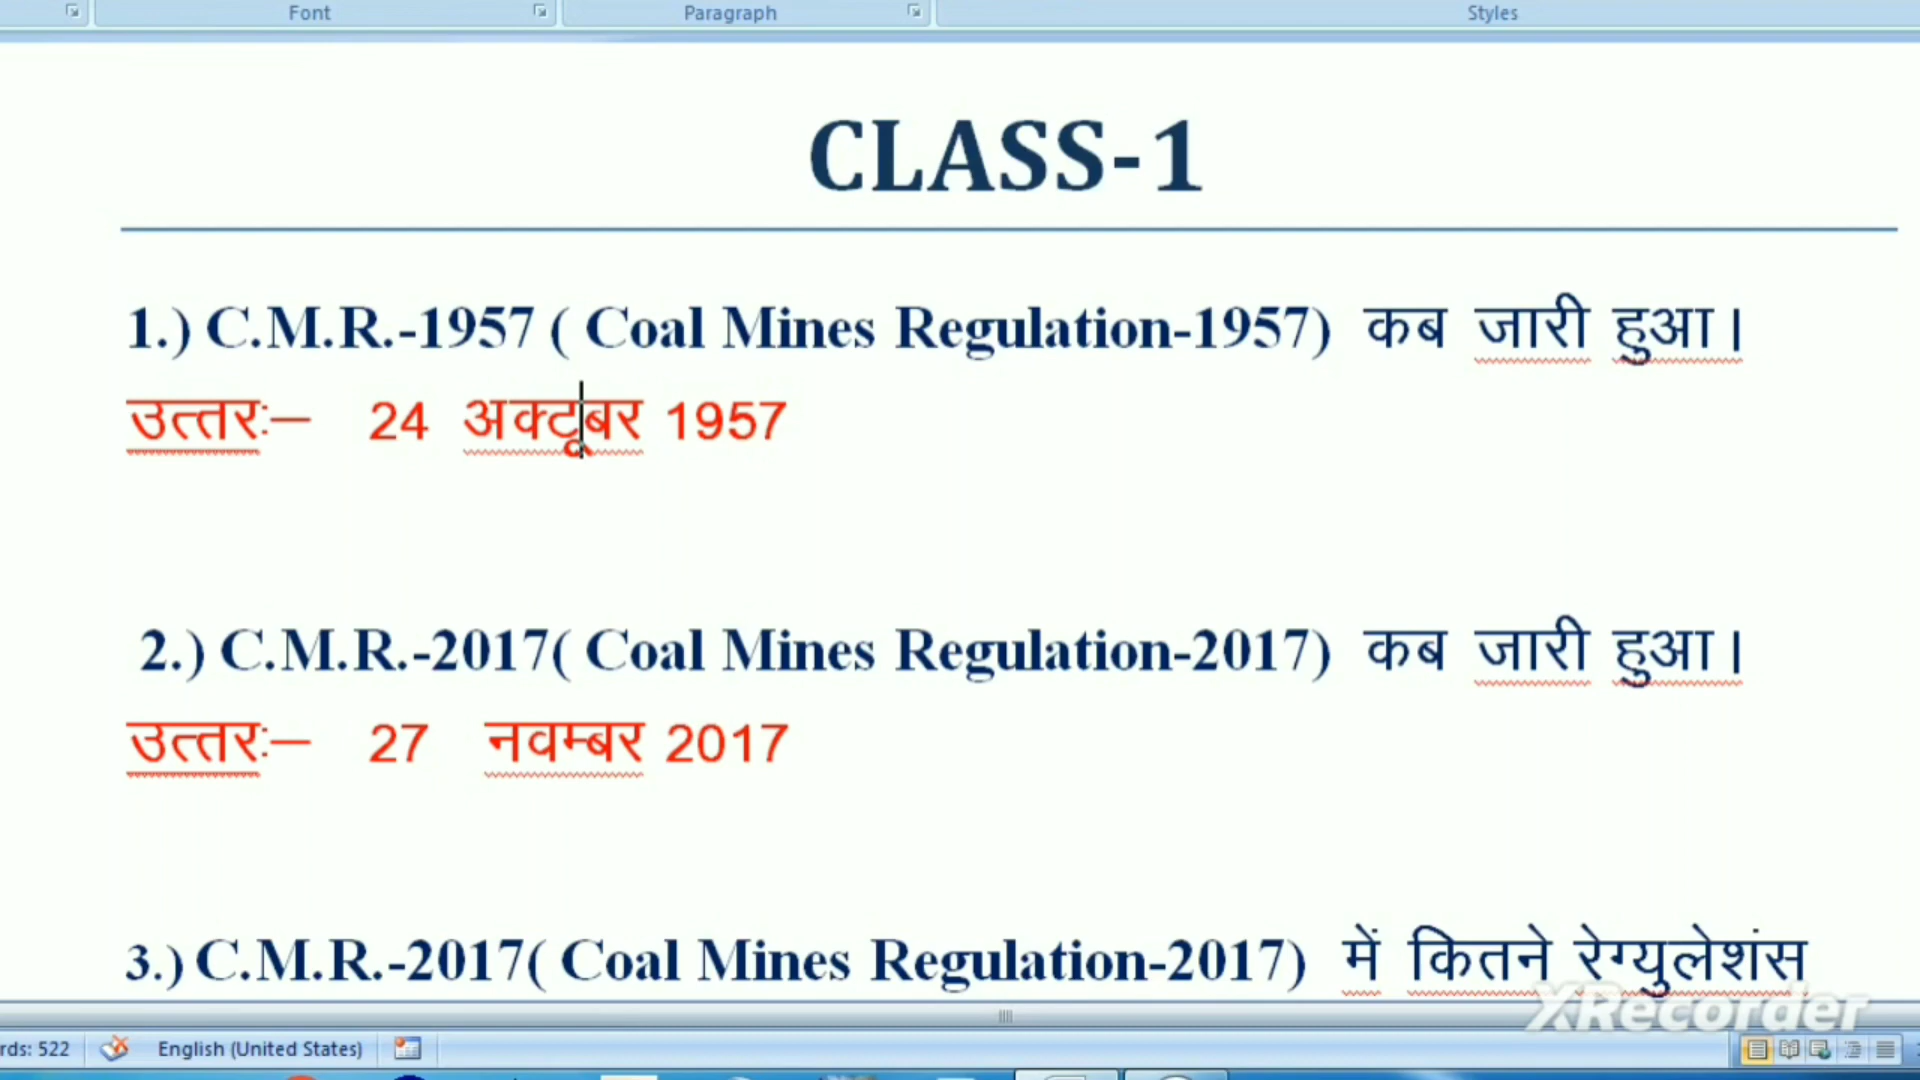 Font Paragraph Styles
CLASS-1
1.) C.M.R.-1957 ( Coal Mines Regulation-1957) कब जारी हुआ।
उत्तरः– 24 अक्टूबर 1957
2.) C.M.R.-2017( Coal Mines Regulation-2017) कब जारी हुआ।
उत्तरः– 27 नवम्बर 2017
3.) C.M.R.-2017( Coal Mines Regulation-2017) में कितने रेग्युलेशंस
XRecorder
rds: 522 English (United States)